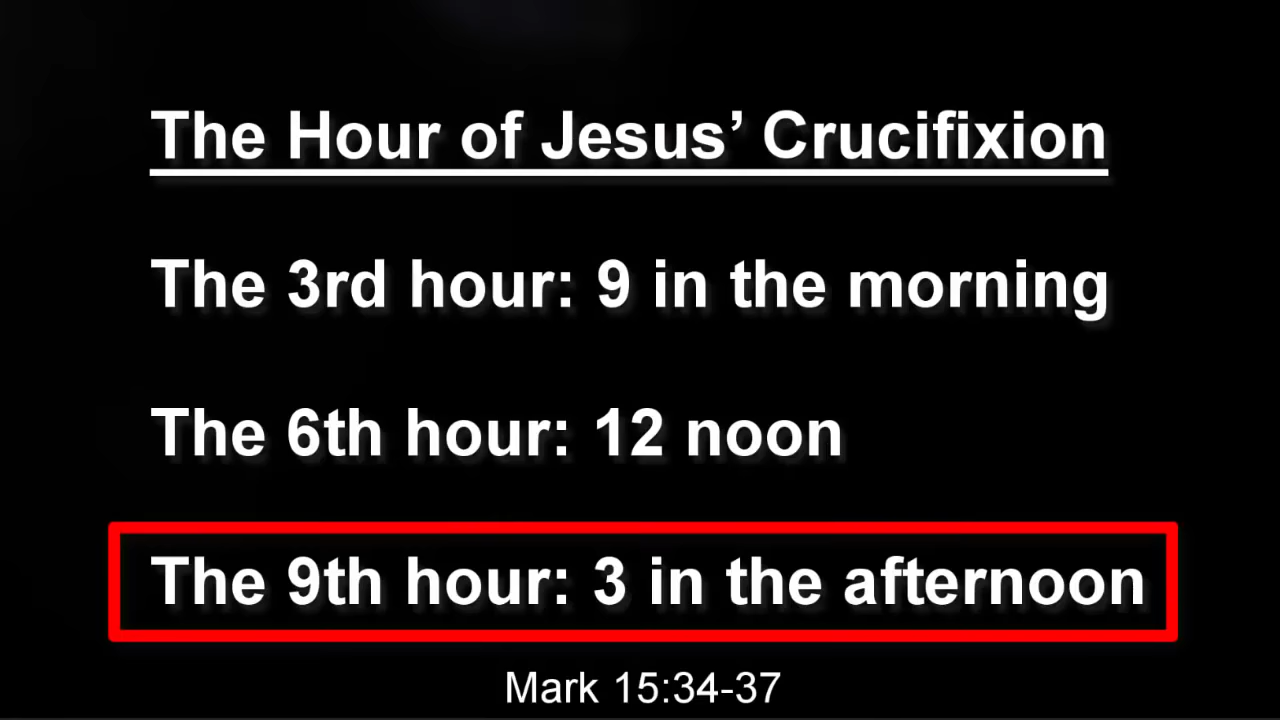 The Hour of Jesus’ Crucifixion
The 3rd hour: 9 in the morning
The 6th hour: 12 noon
The 9th hour: 3 in the afternoon
Mark 15:34-37